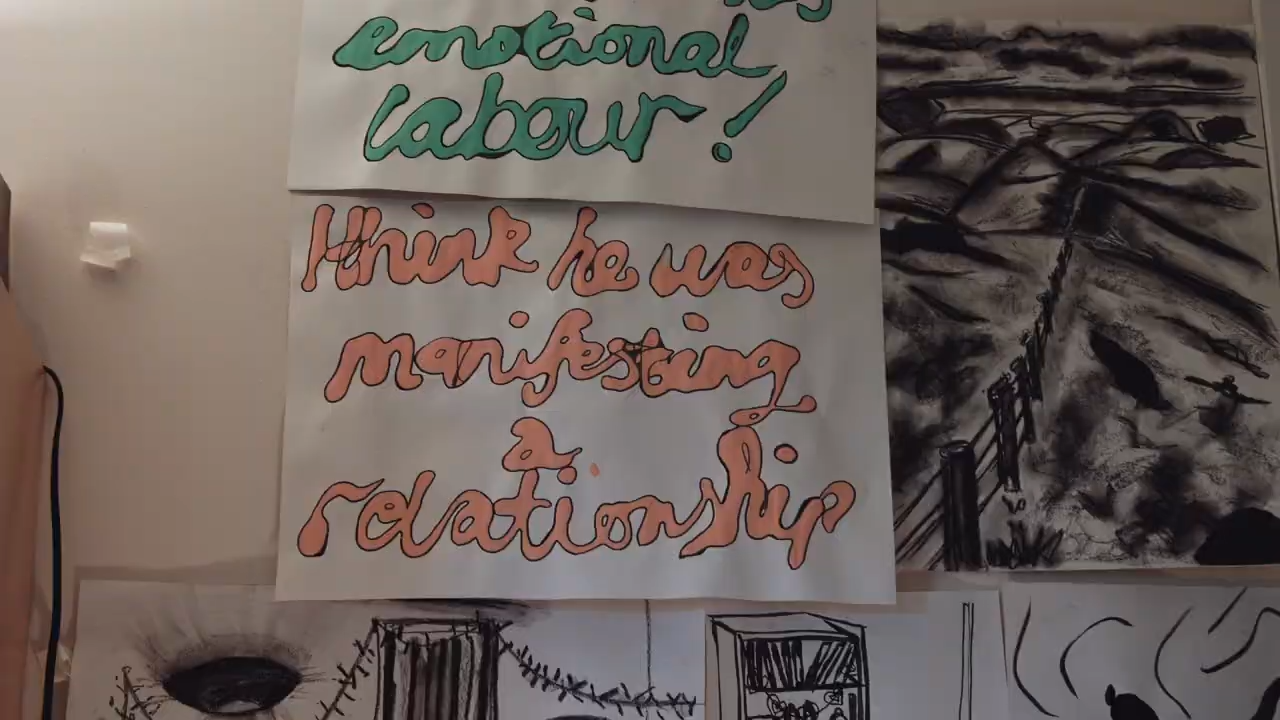 emotional
labour!
I think he was
manifesting
a
relationship